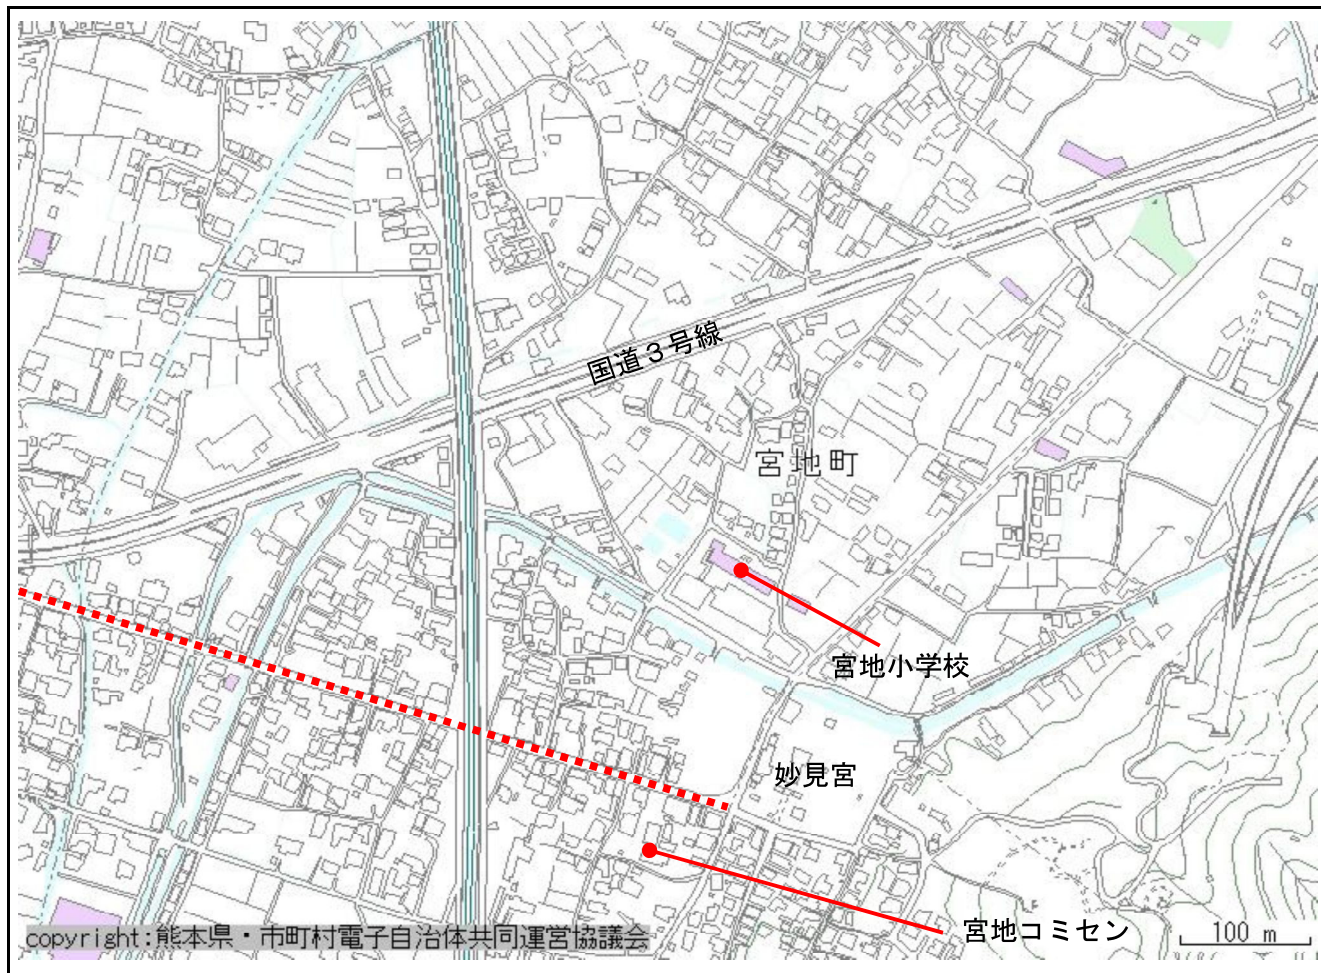 国道３号線
宮地町
宮地小学校
妙見宮
宮地コミセン
copyright:熊本県・市町村電子自治体共同運営協議会
100 m